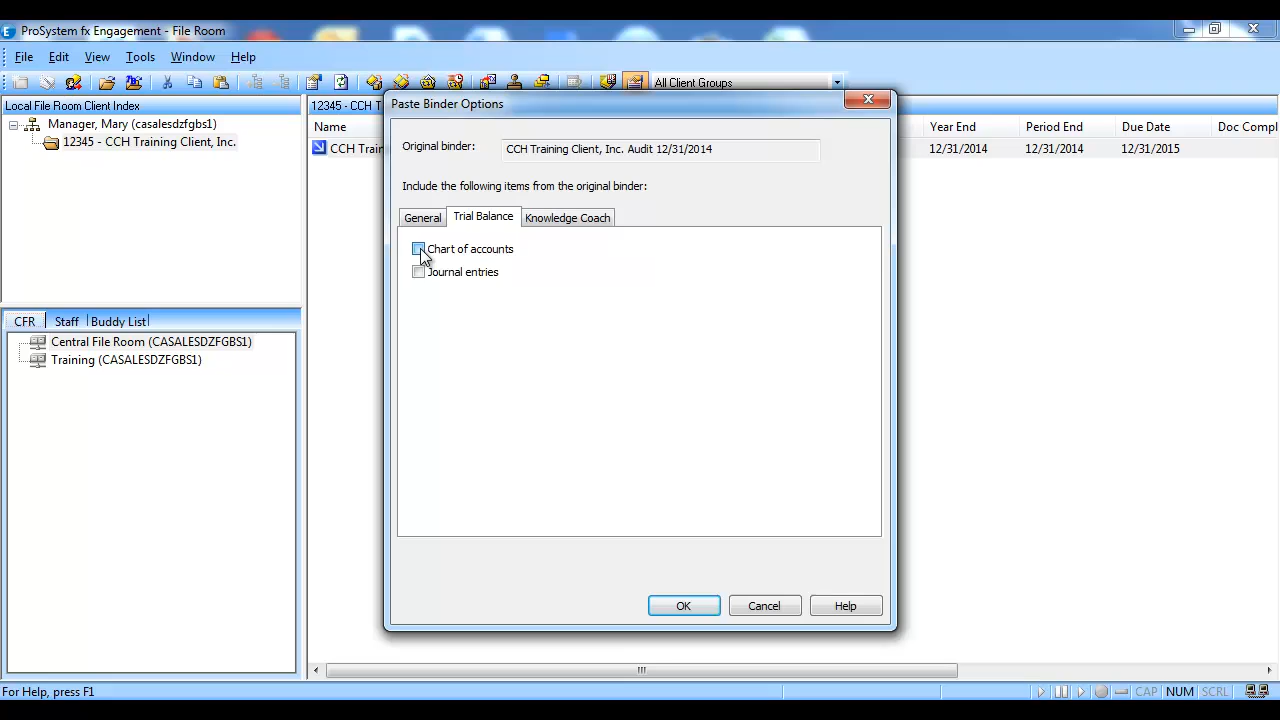 ProSystem fx Engagement - File Room
File Edit View Tools Window Help
All Client Groups
Local File Room Client Index
Manager, Mary (casalesdzfgbs1)
12345 - CCH Training Client, Inc.
CFR Staff Buddy List
Central File Room (CASALESDZFGBS1)
Training (CASALESDZFGBS1)
12345 - CCH T
Name Year End Period End Due Date Doc Compl
CCH Train 12/31/2014 12/31/2014 12/31/2015
Paste Binder Options
Original binder: CCH Training Client, Inc. Audit 12/31/2014
Include the following items from the original binder:
General Trial Balance Knowledge Coach
Chart of accounts
Journal entries
OK Cancel Help
For Help, press F1 CAP NUM SCRL